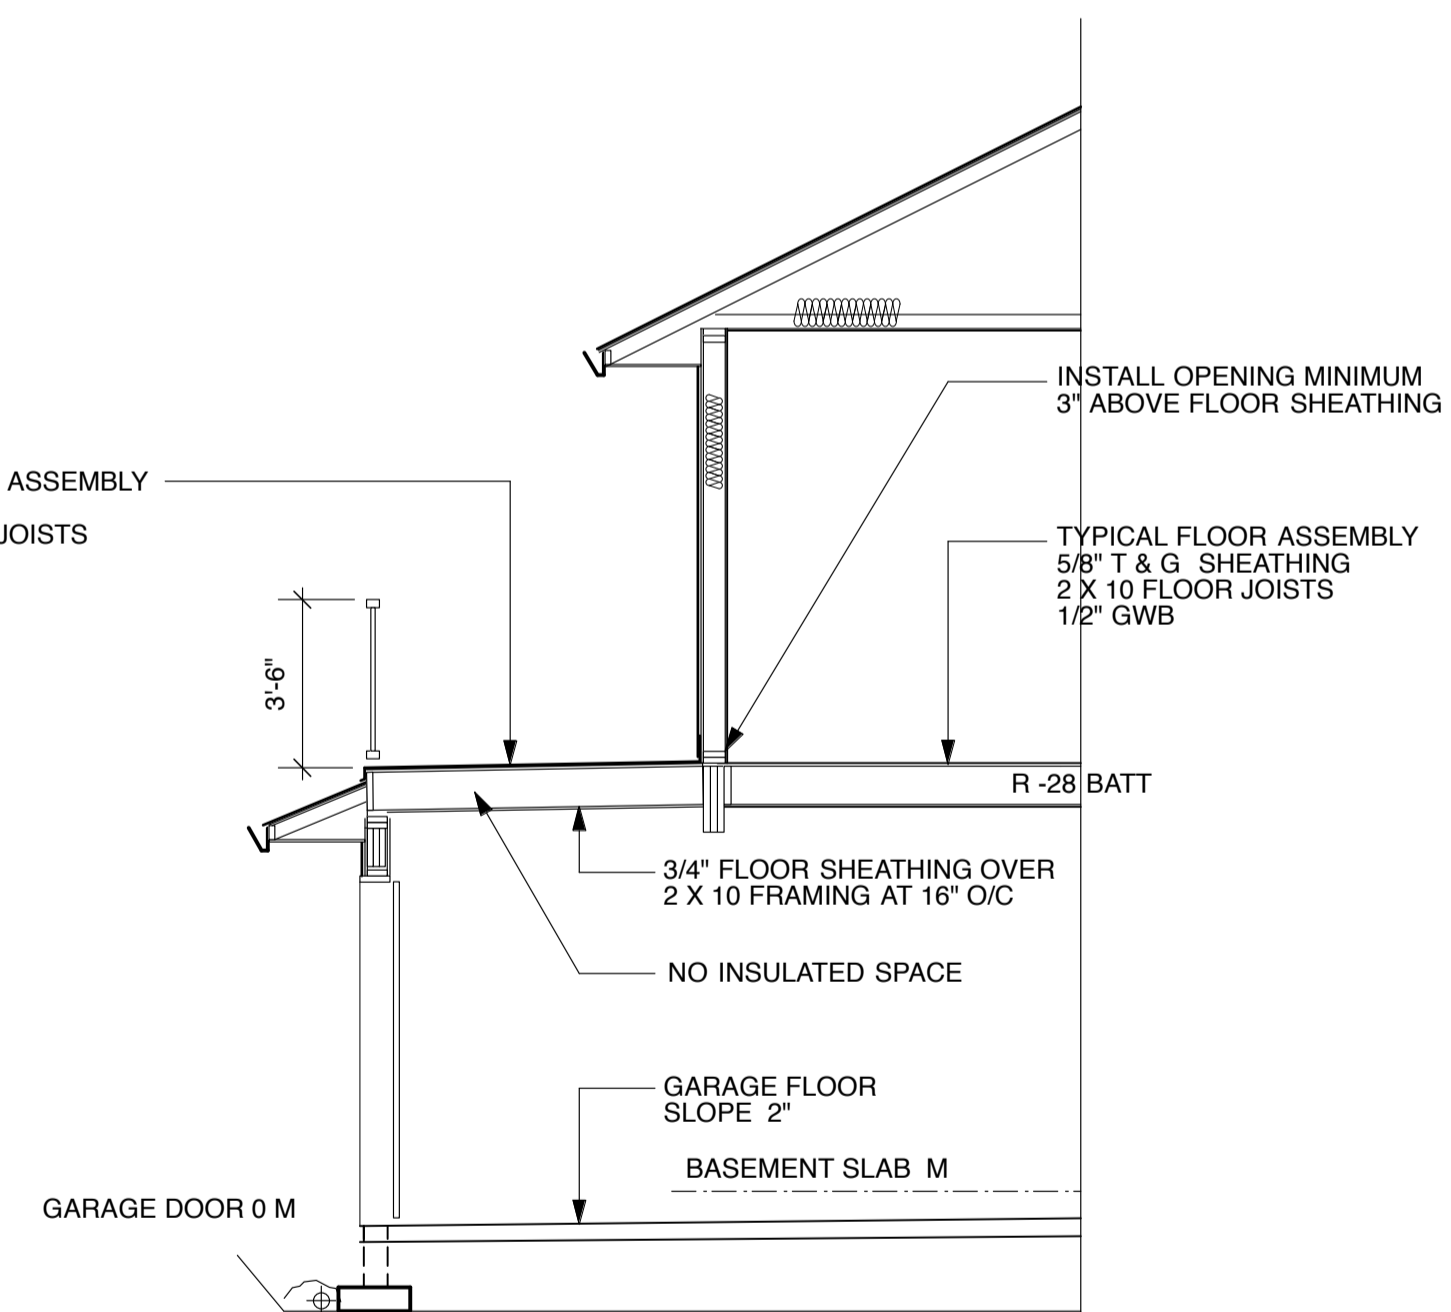 INSTALL OPENING MINIMUM
3" ABOVE FLOOR SHEATHING
ASSEMBLY
JOISTS
TYPICAL FLOOR ASSEMBLY
5/8" T & G SHEATHING
2 X 10 FLOOR JOISTS
1/2" GWB
3'-6"
R -28 BATT
3/4" FLOOR SHEATHING OVER
2 X 10 FRAMING AT 16" O/C
NO INSULATED SPACE
GARAGE FLOOR
SLOPE 2"
BASEMENT SLAB M
GARAGE DOOR 0 M